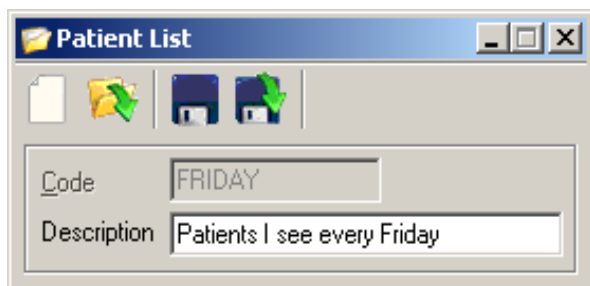 Patient List
Code FRIDAY
Description Patients I see every Friday